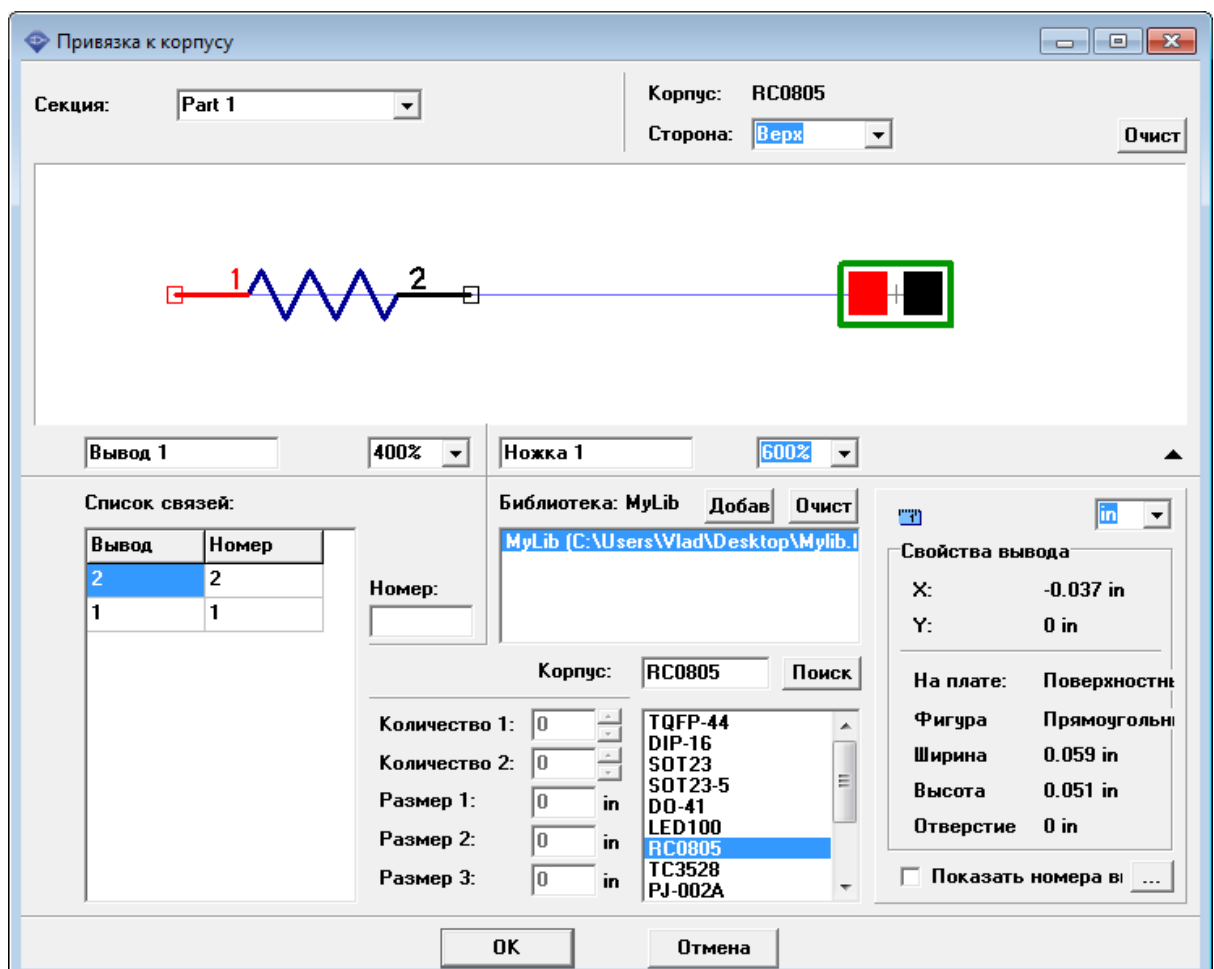 Привязка к корпусу
Секция: Part 1
Корпус: RC0805
Сторона: Верх
Очист
1 2
Вывод 1 400% Ножка 1 600%
Список связей:
Вывод Номер
2 2
1 1
Номер:
Библиотека: MyLib Добав Очист
MyLib (C:\Users\Vlad\Desktop\Mylib.l
Корпус: RC0805 Поиск
Количество 1: 0
Количество 2: 0
Размер 1: 0 in
Размер 2: 0 in
Размер 3: 0 in
TQFP-44
DIP-16
SOT23
SOT23-5
DO-41
LED100
RC0805
TC3528
PJ-002A
in
Свойства вывода
X: -0.037 in
Y: 0 in
На плате: Поверхностнь
Фигура Прямоугольнı
Ширина 0.059 in
Высота 0.051 in
Отверстие 0 in
Показать номера вı ...
OK Отмена